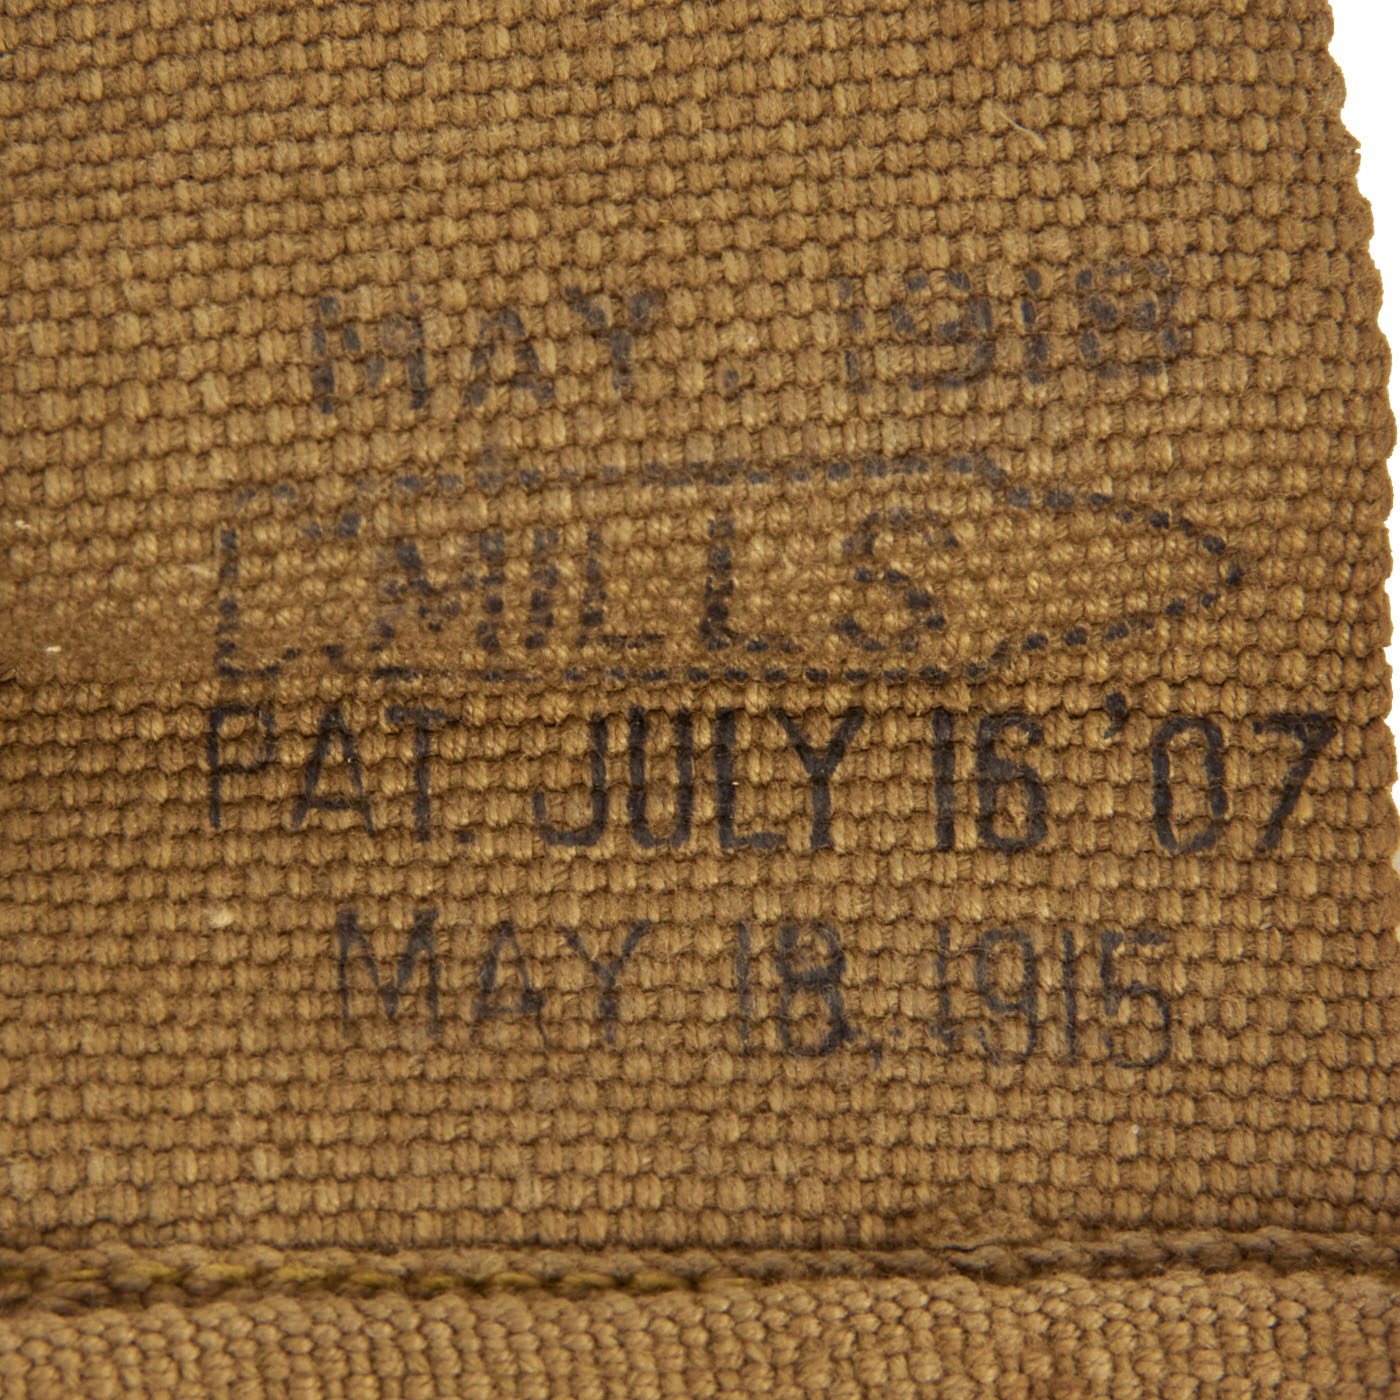 MAY. 1918
MILLS
PAT. JULY 16 '07
MAY 18, 1915